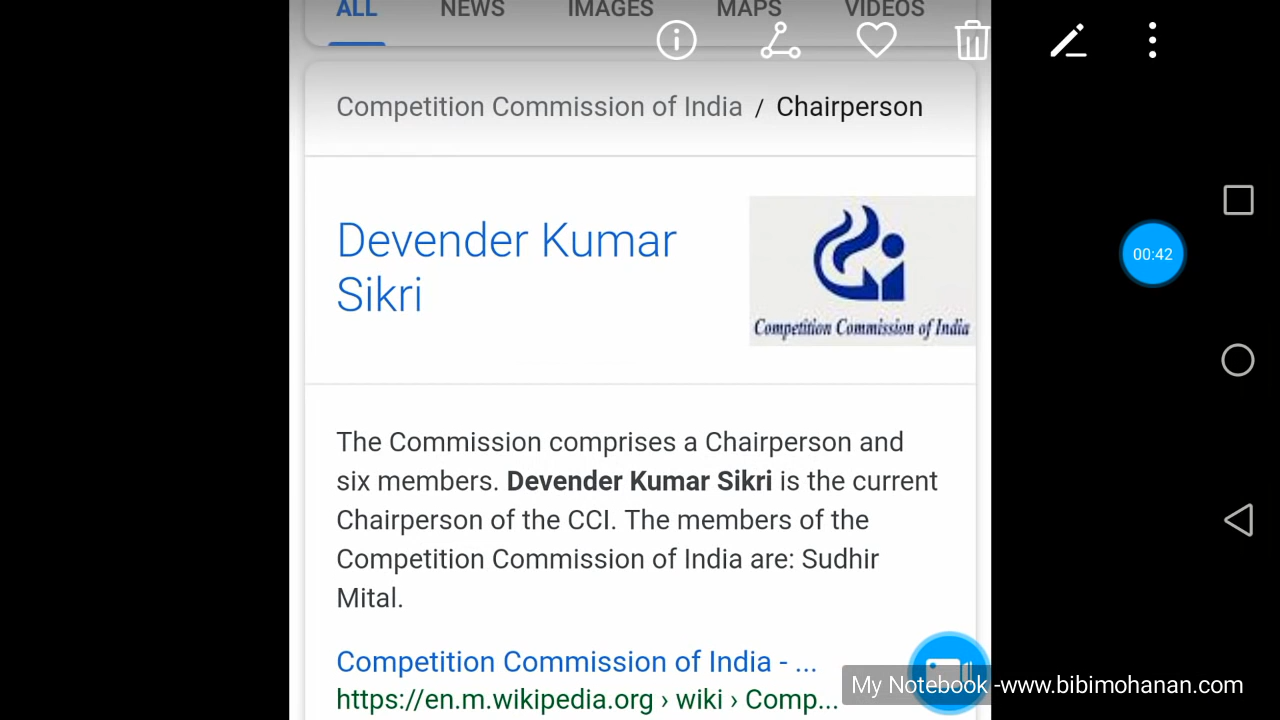 ALL NEWS IMAGES MAPS VIDEOS
Competition Commission of India / Chairperson
Devender Kumar
Sikri
Competition Commission of India
00:42
The Commission comprises a Chairperson and
six members. Devender Kumar Sikri is the current
Chairperson of the CCI. The members of the
Competition Commission of India are: Sudhir
Mital.
Competition Commission of India - ...
https://en.m.wikipedia.org › wiki › Comp...
My Notebook -www.bibimohanan.com